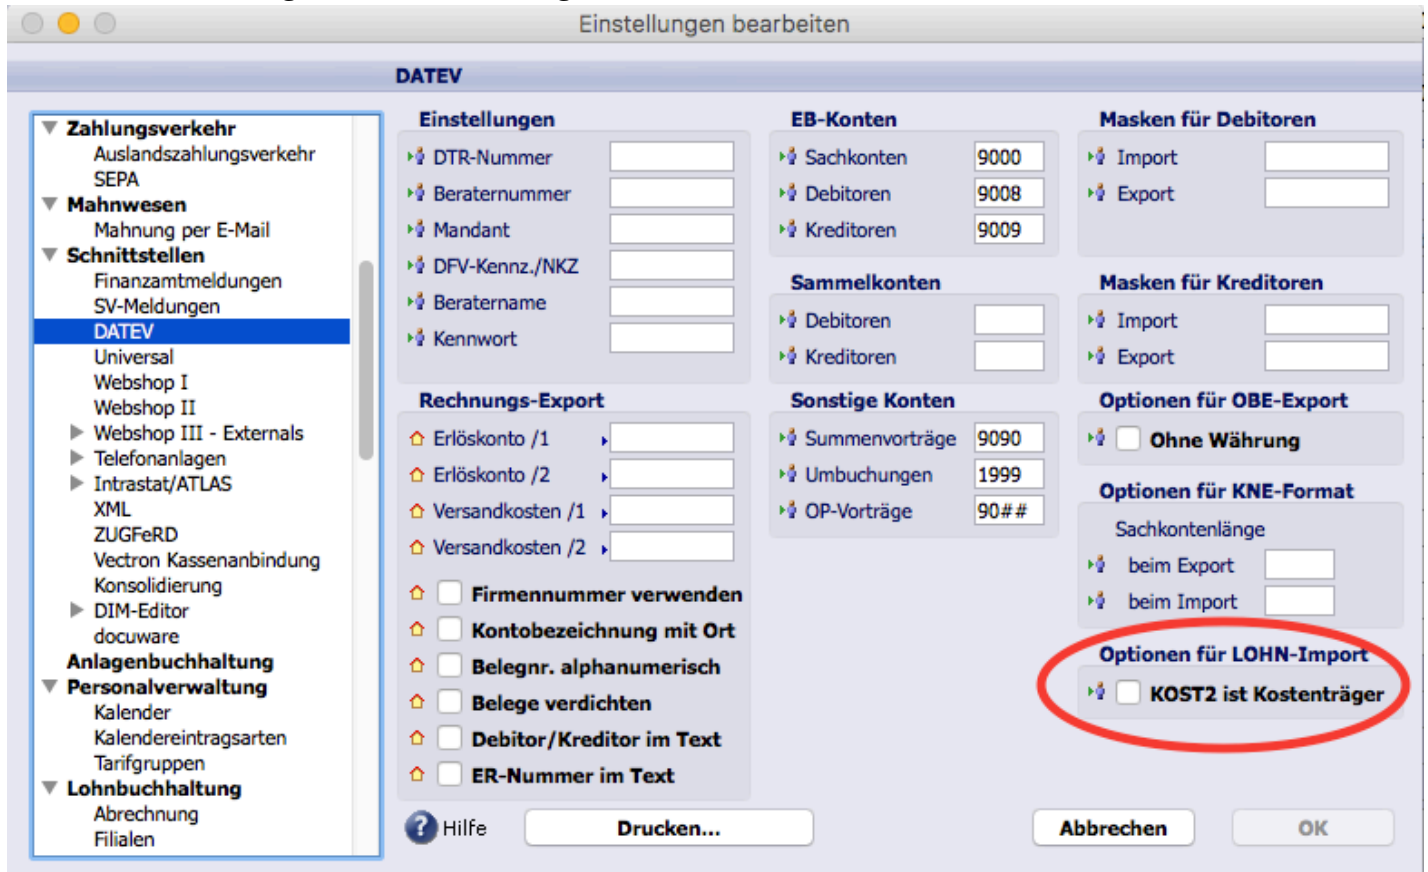 Einstellungen bearbeiten
DATEV
Zahlungsverkehr
Auslandszahlungsverkehr
SEPA
Mahnwesen
Mahnung per E-Mail
Schnittstellen
Finanzamtmeldungen
SV-Meldungen
DATEV
Universal
Webshop I
Webshop II
Webshop III - Externals
Telefonanlagen
Intrastat/ATLAS
XML
ZUGFeRD
Vectron Kassenanbindung
Konsolidierung
DIM-Editor
docuware
Anlagenbuchhaltung
Personalverwaltung
Kalender
Kalendereintragsarten
Tarifgruppen
Lohnbuchhaltung
Abrechnung
Filialen
Einstellungen
DTR-Nummer
Beraternummer
Mandant
DFV-Kennz./NKZ
Beratername
Kennwort
Rechnungs-Export
Erlöskonto /1
Erlöskonto /2
Versandkosten /1
Versandkosten /2
Firmennummer verwenden
Kontobezeichnung mit Ort
Belegnr. alphanumerisch
Belege verdichten
Debitor/Kreditor im Text
ER-Nummer im Text
EB-Konten
Sachkonten 9000
Debitoren 9008
Kreditoren 9009
Sammelkonten
Debitoren
Kreditoren
Sonstige Konten
Summenvorträge 9090
Umbuchungen 1999
OP-Vorträge 90##
Masken für Debitoren
Import
Export
Masken für Kreditoren
Import
Export
Optionen für OBE-Export
Ohne Währung
Optionen für KNE-Format
Sachkontenlänge
beim Export
beim Import
Optionen für LOHN-Import
KOST2 ist Kostenträger
? Hilfe
Drucken...
Abbrechen
OK